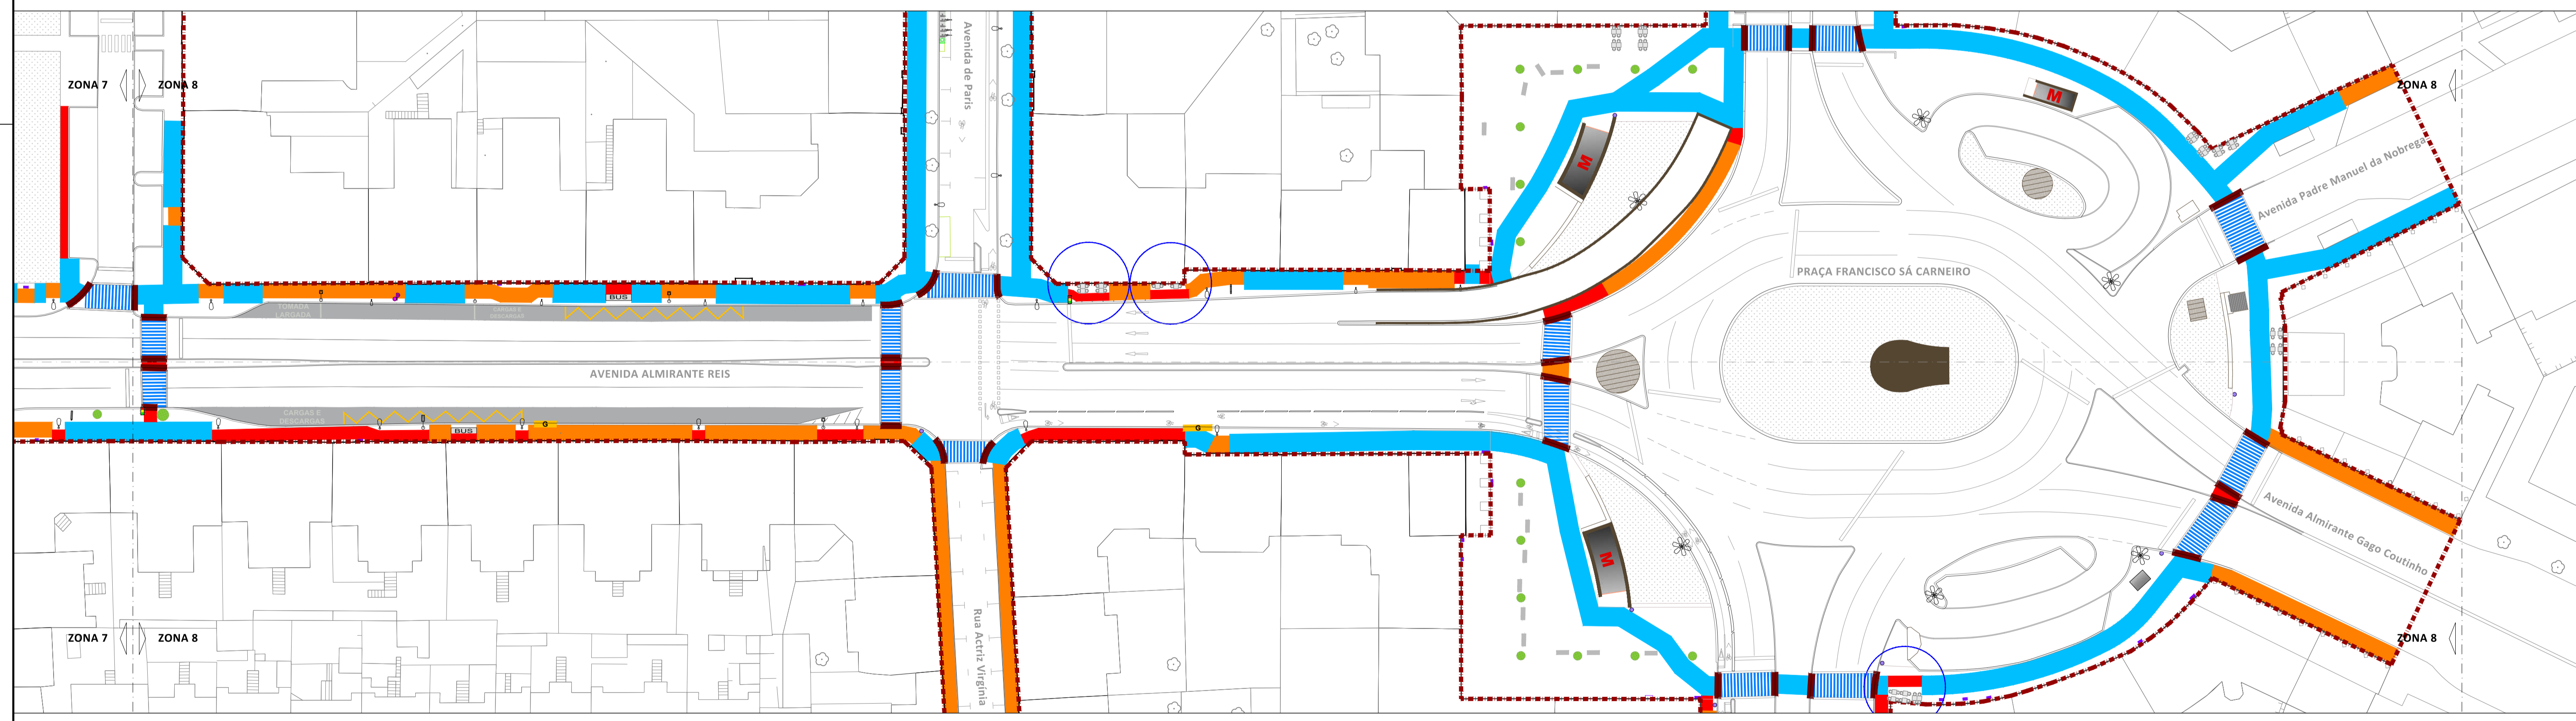 Avenida de Paris
ZONA 7
ZONA 8
ZONA 8
M
M
Avenida Padre Manuel da Nobrega
PRAÇA FRANCISCO SÁ CARNEIRO
BUS
TOMADA
LARGADA
CARGAS E
DESCARGAS
AVENIDA ALMIRANTE REIS
CARGAS E
DESCARGAS
G
BUS
G
M
Avenida Almirante Gago Coutinho
Rua Actriz Virginia
ZONA 7
ZONA 8
ZONA 8